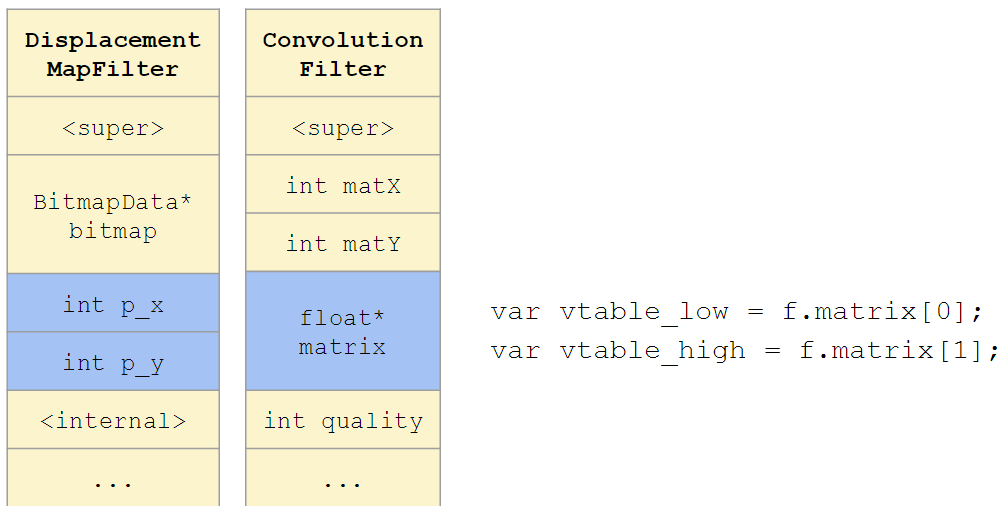 Displacement
MapFilter
<super>
BitmapData*
bitmap
int p_x
int p_y
<internal>
...
Convolution
Filter
<super>
int matX
int matY
float*
matrix
int quality
...
var vtable_low = f.matrix[0];
var vtable_high = f.matrix[1];